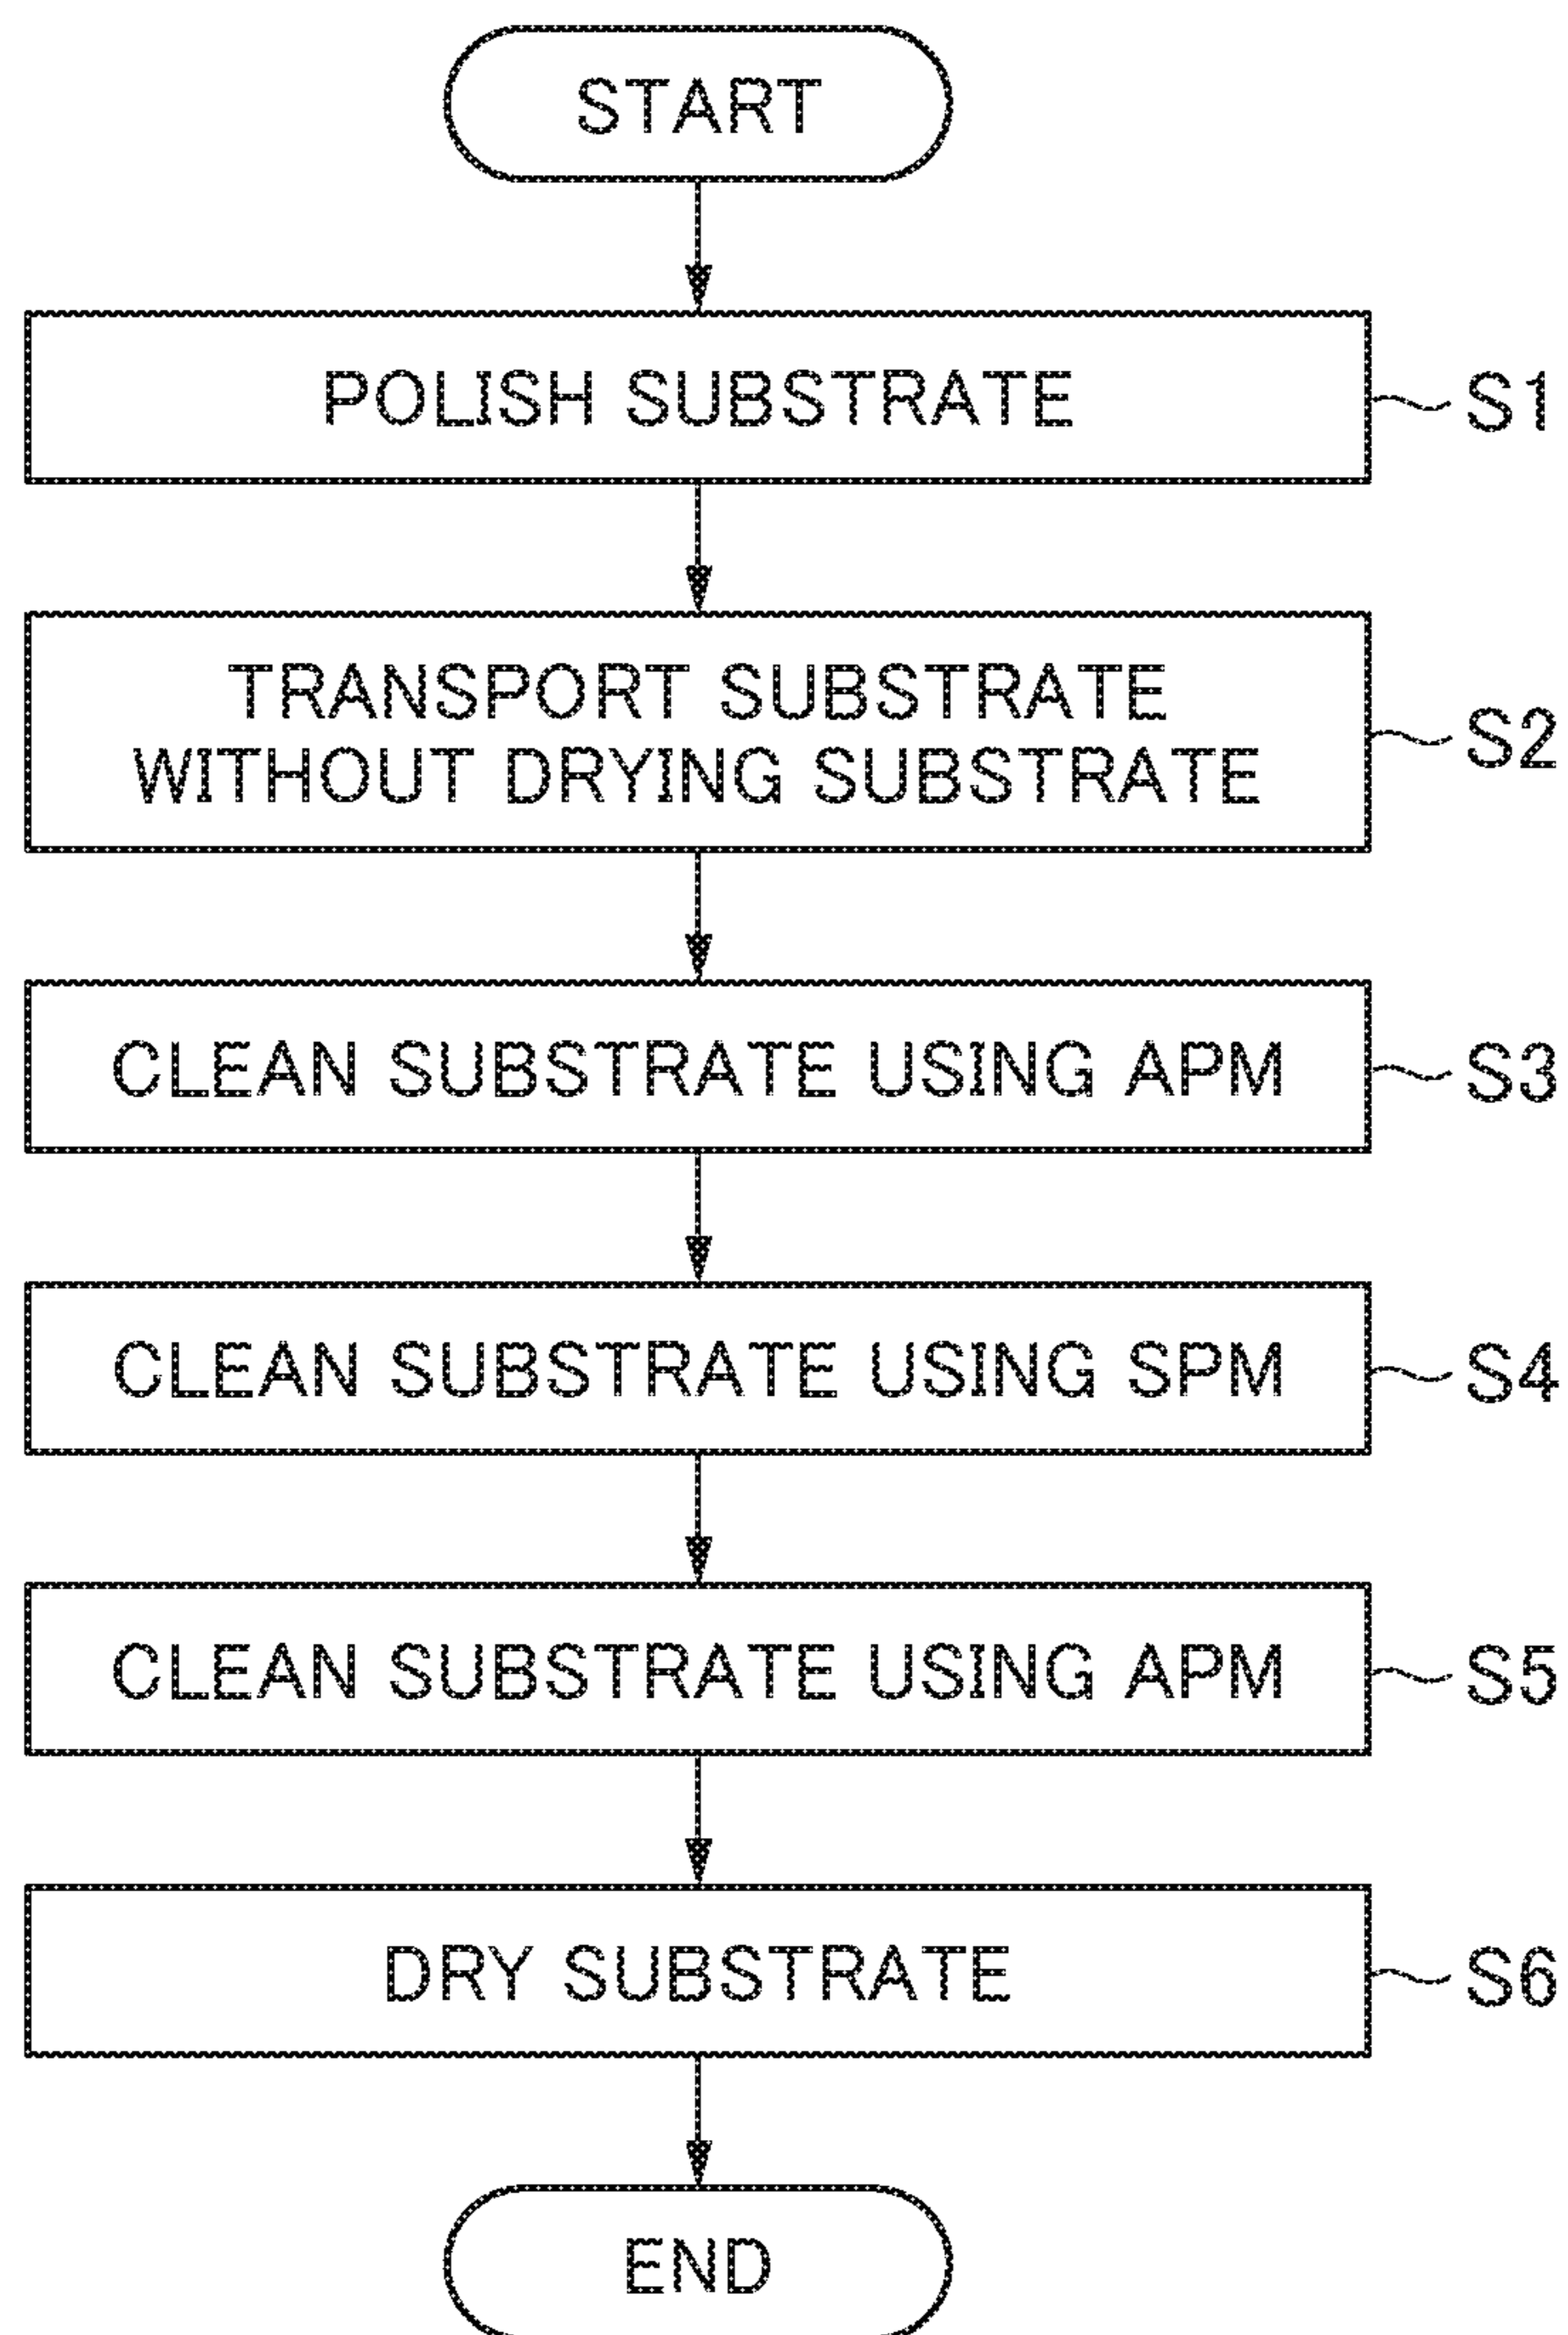 START
POLISH SUBSTRATE
S1
TRANSPORT SUBSTRATE
WITHOUT DRYING SUBSTRATE
S2
CLEAN SUBSTRATE USING APM
S3
CLEAN SUBSTRATE USING SPM
S4
CLEAN SUBSTRATE USING APM
S5
DRY SUBSTRATE
S6
END